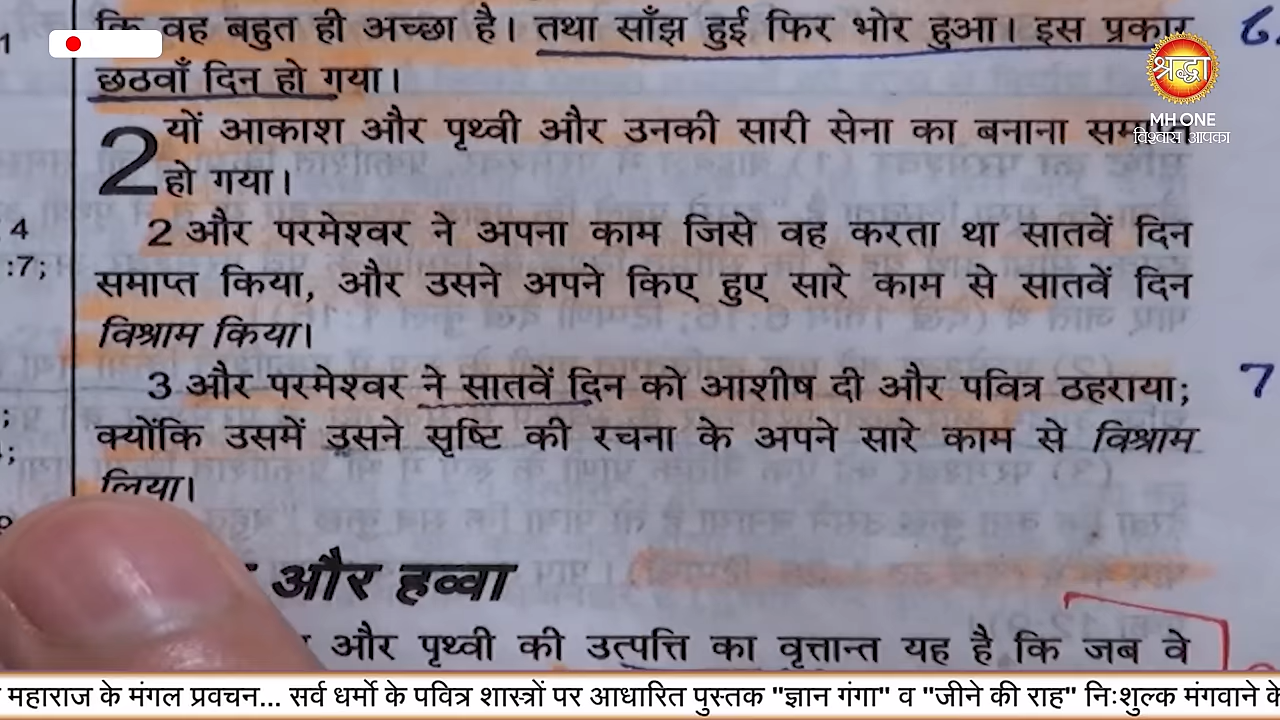 कि वह बहुत ही अच्छा है। तथा साँझ हुई फिर भोर हुआ। इस प्रकार
छठवाँ दिन हो गया।
2 यों आकाश और पृथ्वी और उनकी सारी सेना का बनाना
हो गया।
2 और परमेश्वर ने अपना काम जिसे वह करता था सातवें दिन
समाप्त किया, और उसने अपने किए हुए सारे काम से सातवें दिन
विश्राम किया।
3 और परमेश्वर ने सातवें दिन को आशीष दी और पवित्र ठहराया;
क्योंकि उसमें उसने सृष्टि की रचना के अपने सारे काम से विश्राम
लिया।
और हव्वा
और पृथ्वी की उत्पत्ति का वृत्तान्त यह है कि जब वे
1
4
:7;
7
श्रद्धा
MH ONE
विश्वास आपका
महाराज के मंगल प्रवचन... सर्व धर्मो के पवित्र शास्त्रों पर आधारित पुस्तक "ज्ञान गंगा" व "जीने की राह" निःशुल्क मंगवाने के